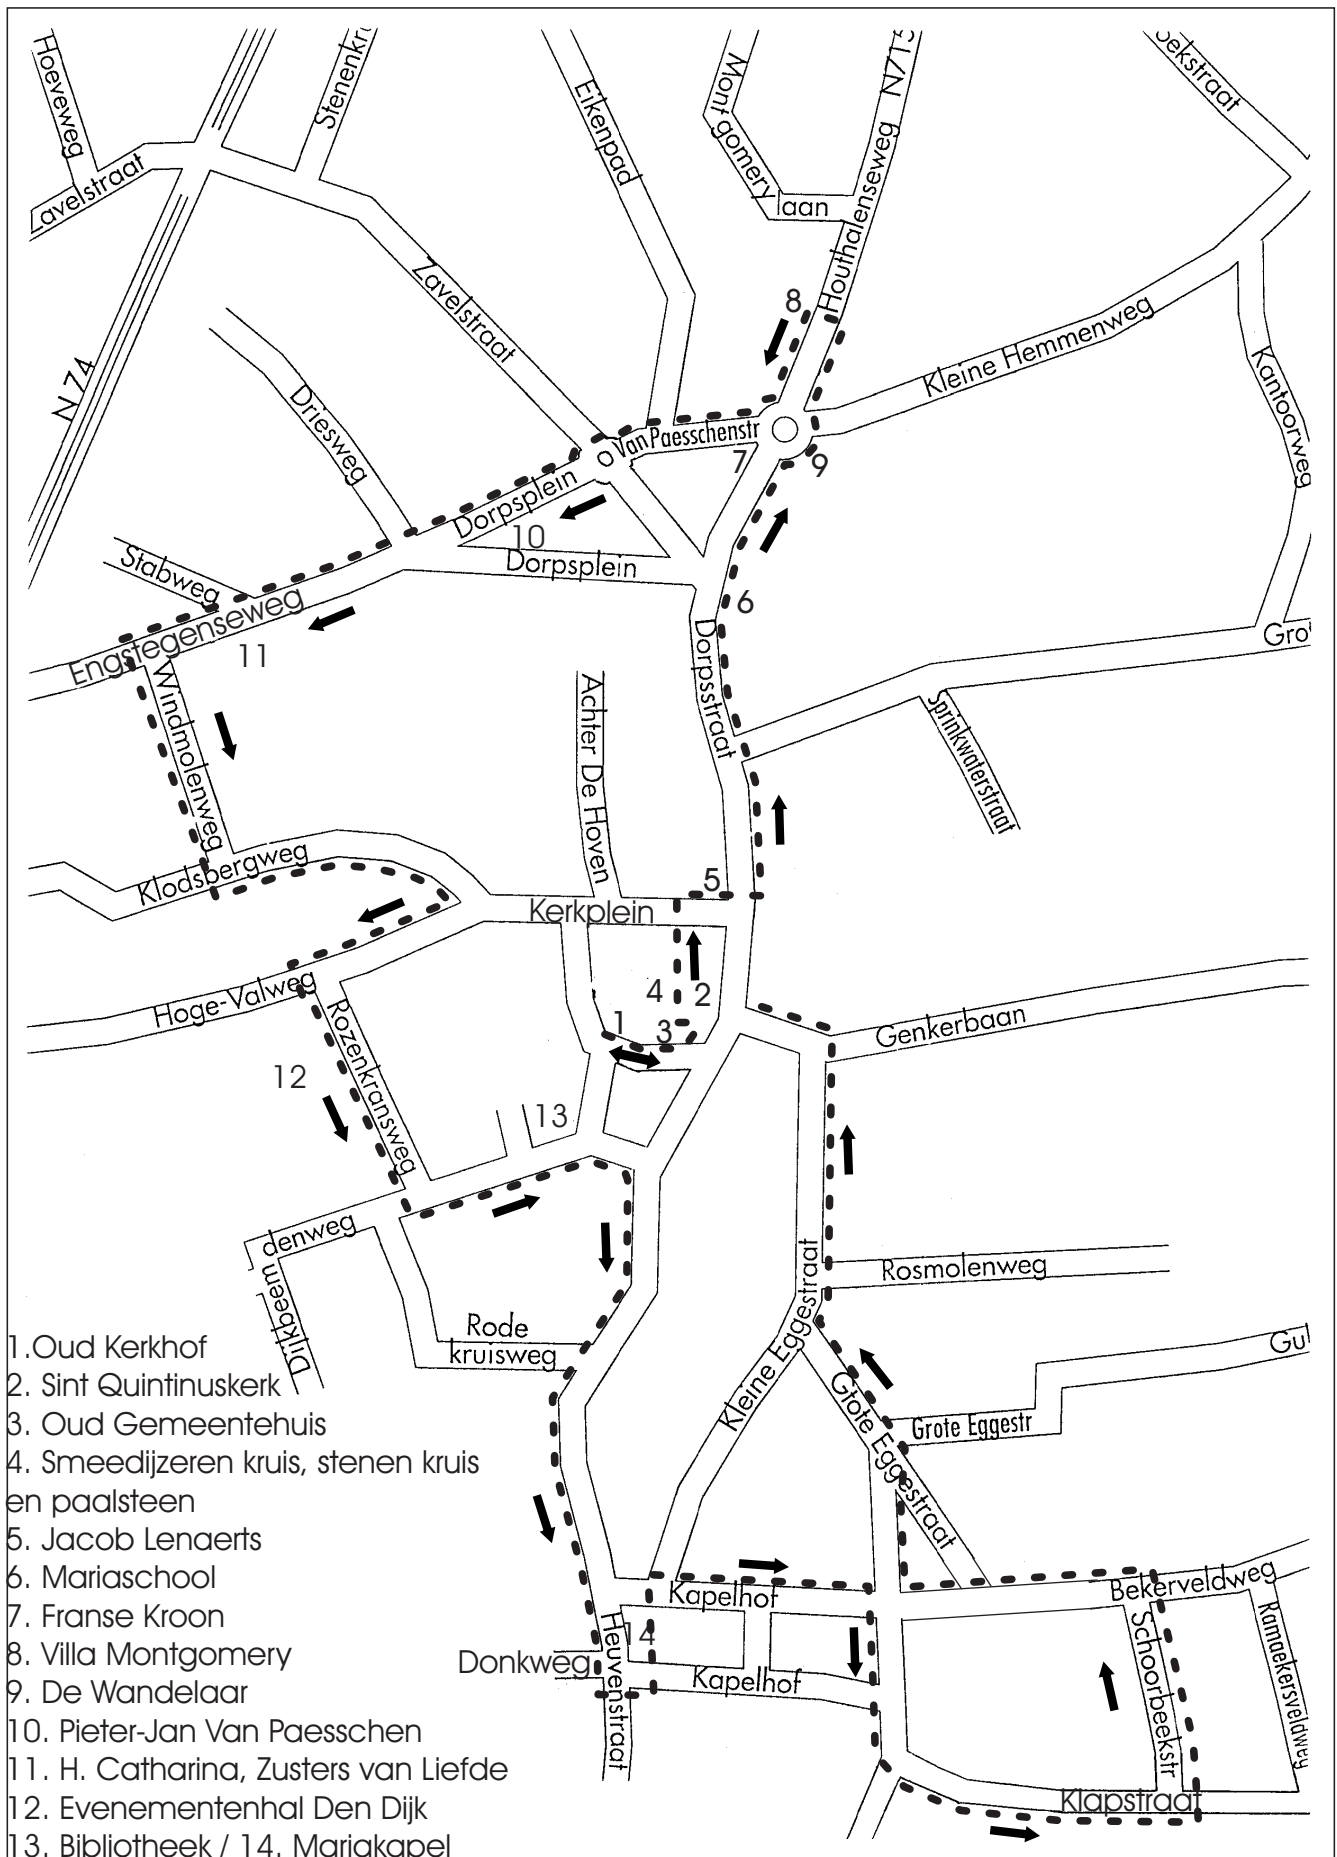 Hoeveweg
Stenenkr
Eikenpad
Mont
gomery
laan
Houthalenseweg N715
Zavelstraat
N74
Zavelstraat
Driesweg
8
Kleine Hemmenweg
Kantoorweg
Van Paesschenstr
7
9
Dorpsplein
10
Dorpsplein
Stabweg
Engstegenseweg
11
6
Dorpsstraat
Gro
Sprinkwaterstraat
Windmolenweg
Achter De Hoven
Klodsbergweg
5
Kerkplein
4
2
1
3
Hoge-Valweg
Rozenkransweg
Genkerbaan
12
13
denweg
Dijkbeem
Rosmolenweg
Rode
kruisweg
Kleine Eggestraat
Gtote Eggestraat
Grote Eggestr
Gul
Kapelhof
Bekerveldweg
14
Heuvenstraat
Donkweg
Kapelhof
Schoorbeekstr
Ramaekersveldweg
Klapstraat
1.Oud Kerkhof
2. Sint Quintinuskerk
3. Oud Gemeentehuis
4. Smeedijzeren kruis, stenen kruis
en paalsteen
5. Jacob Lenaerts
6. Mariaschool
7. Franse Kroon
8. Villa Montgomery
9. De Wandelaar
10. Pieter-Jan Van Paesschen
11. H. Catharina, Zusters van Liefde
12. Evenementenhal Den Dijk
13. Bibliotheek / 14. Mariakapel